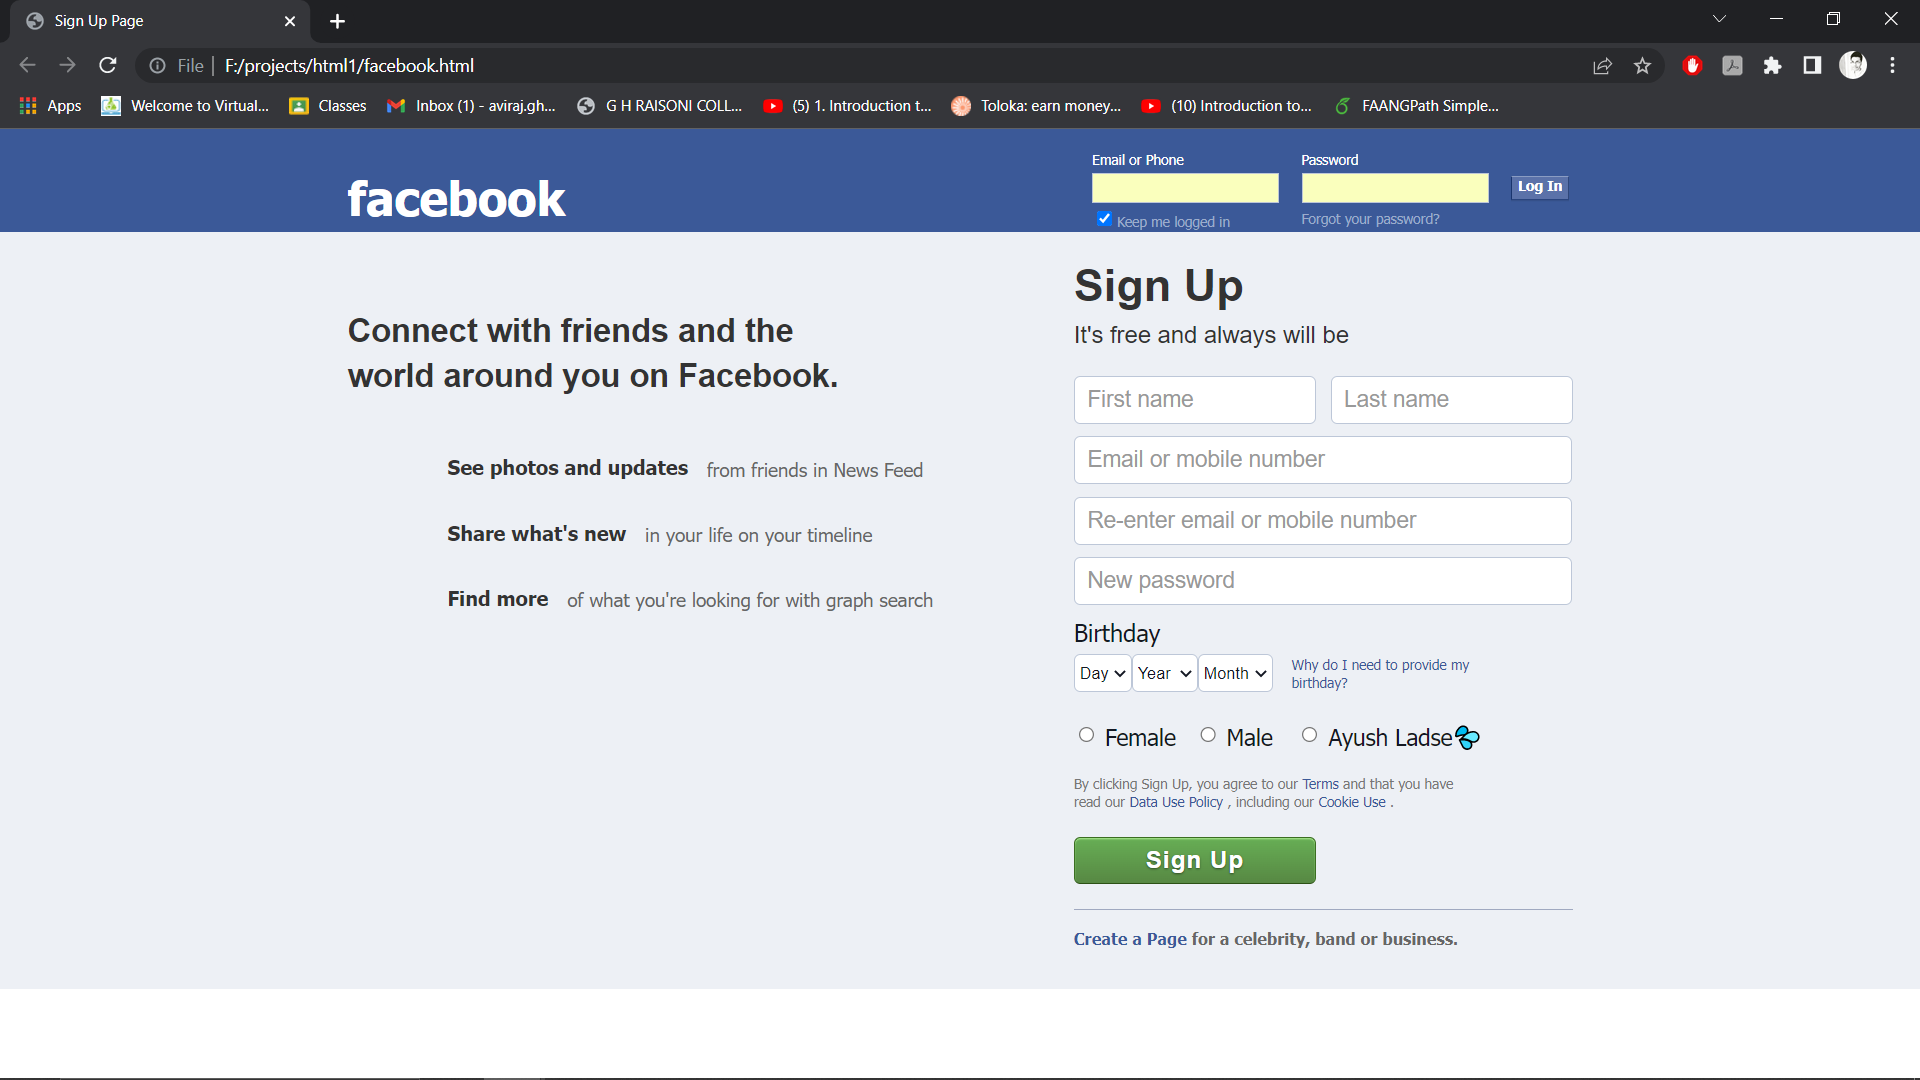 Sign Up Page
File | F:/projects/html1/facebook.html
Apps Welcome to Virtual... Classes Inbox (1) - aviraj.gh... G H RAISONI COLL... (5) 1. Introduction t... Toloka: earn money... (10) Introduction to... FAANGPath Simple...
facebook
Email or Phone Password
Log In
Keep me logged in Forgot your password?
Connect with friends and the
world around you on Facebook.
See photos and updates from friends in News Feed
Share what's new in your life on your timeline
Find more of what you're looking for with graph search
Sign Up
It's free and always will be
First name Last name
Email or mobile number
Re-enter email or mobile number
New password
Birthday
Day Year Month
Why do I need to provide my
birthday?
Female Male Ayush Ladse💦
By clicking Sign Up, you agree to our Terms and that you have
read our Data Use Policy , including our Cookie Use .
Sign Up
Create a Page for a celebrity, band or business.